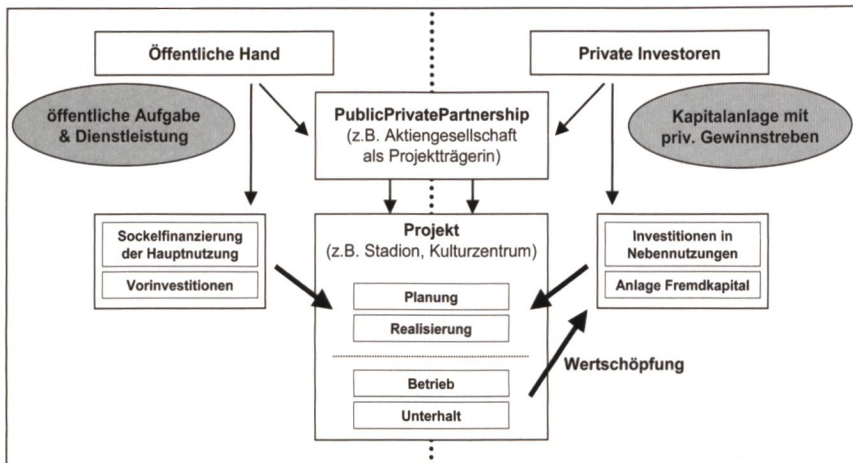 Öffentliche Hand
Private Investoren
öffentliche Aufgabe
& Dienstleistung
PublicPrivatePartnership
(z.B. Aktiengesellschaft
als Projektträgerin)
Kapitalanlage mit
priv. Gewinnstreben
Sockelfinanzierung
der Hauptnutzung
Vorinvestitionen
Projekt
(z.B. Stadion, Kulturzentrum)
Planung
Realisierung
Betrieb
Unterhalt
Investitionen in
Nebennutzungen
Anlage Fremdkapital
Wertschöpfung